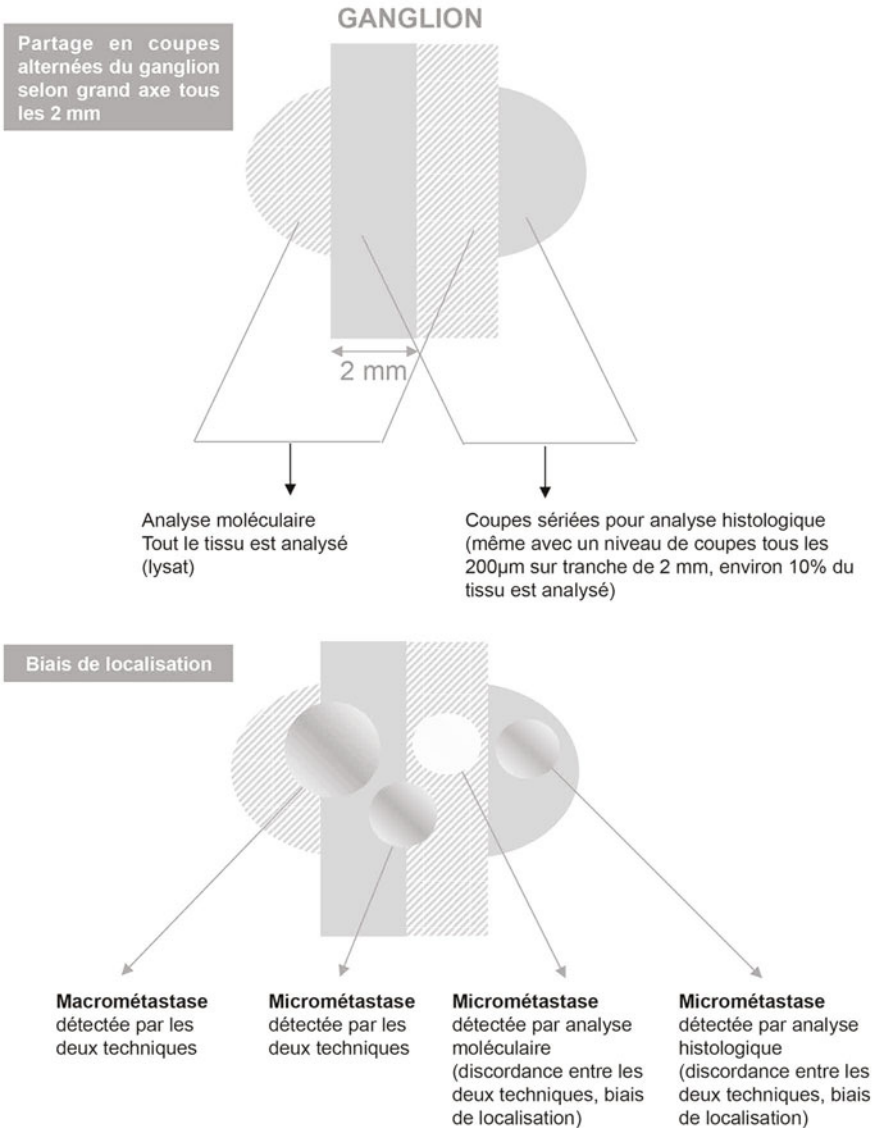 GANGLION
Partage en coupes
alternées du ganglion
selon grand axe tous
les 2 mm
2 mm
Analyse moléculaire
Tout le tissu est analysé
(lysat)
Coupes sériées pour analyse histologique
(même avec un niveau de coupes tous les
200µm sur tranche de 2 mm, environ 10% du
tissu est analysé)
Biais de localisation
Macrométastase
détectée par les
deux techniques
Micrométastase
détectée par les
deux techniques
Micrométastase
détectée par analyse
moléculaire
(discordance entre les
deux techniques, biais
de localisation)
Micrométastase
détectée par analyse
histologique
(discordance entre les
deux techniques, biais
de localisation)